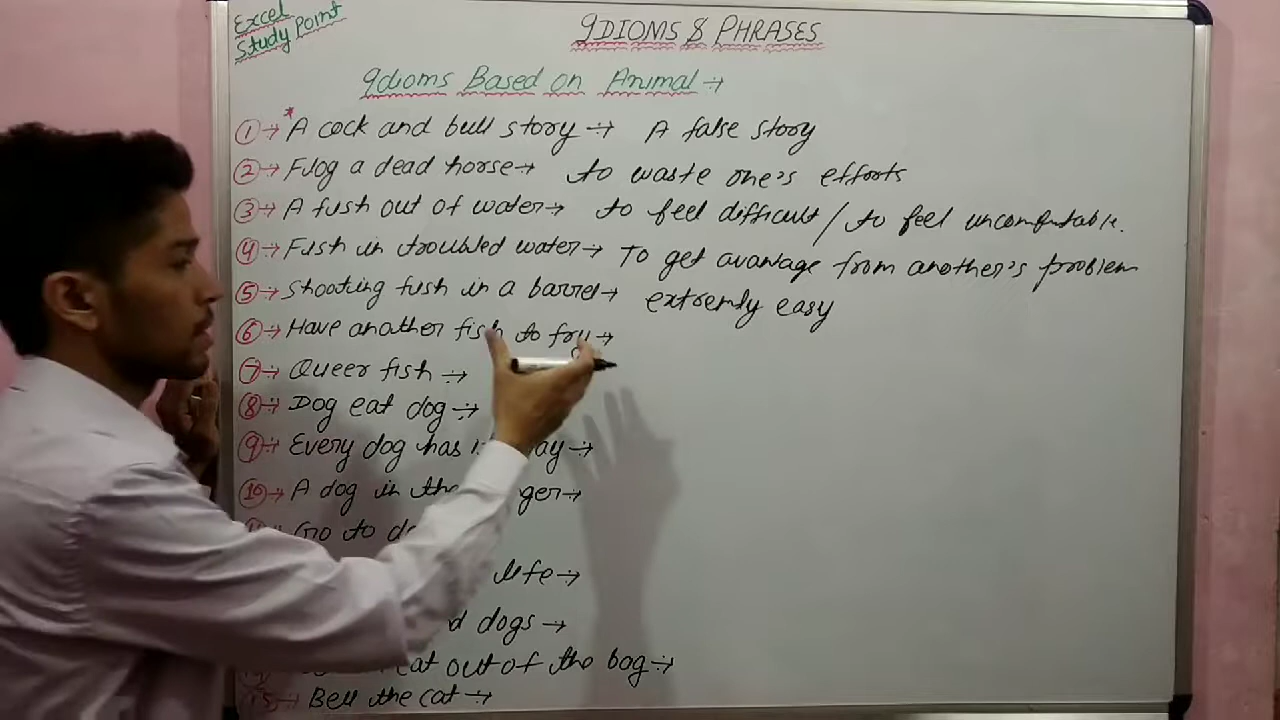 Excel
Study Point
IDIOMS & PHRASES
Idioms Based on Animal →
① → *A cock and bull story → A false story
② → Flog a dead horse → to waste one's efforts
③ → A fish out of water → to feel difficult / to feel uncomfortable.
④ → Fish in troubled water → To get avantage from another's problem
⑤ → Shooting fish in a barrel → extremely easy
⑥ → Have another fish to fry →
⑦ → Queer fish →
⑧ → Dog eat dog →
⑨ → Every dog has
⑩ → A dog in
Go to
life →
dogs →
cat out of the bag →
15 → Bell the cat →